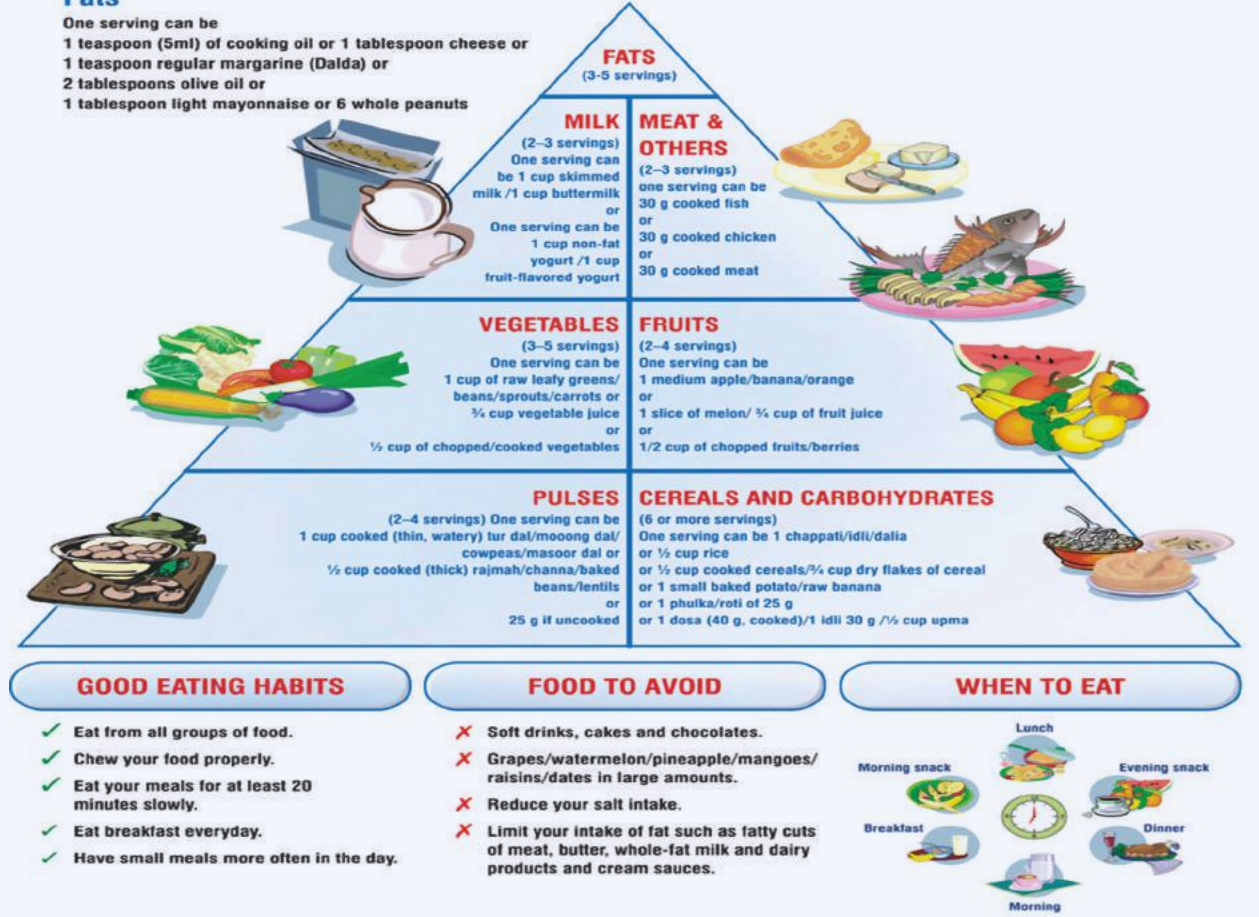 Fats
One serving can be
1 teaspoon (5ml) of cooking oil or 1 tablespoon cheese or
1 teaspoon regular margarine (Dalda) or
2 tablespoons olive oil or
1 tablespoon light mayonnaise or 6 whole peanuts
FATS
(3-5 servings)
MILK
(2–3 servings)
One serving can
be 1 cup skimmed
milk /1 cup buttermilk
or
One serving can be
1 cup non-fat
yogurt /1 cup
fruit-flavored yogurt
MEAT &
OTHERS
(2–3 servings)
one serving can be
30 g cooked fish
or
30 g cooked chicken
or
30 g cooked meat
VEGETABLES
(3–5 servings)
One serving can be
1 cup of raw leafy greens/
beans/sprouts/carrots or
¾ cup vegetable juice
or
½ cup of chopped/cooked vegetables
FRUITS
(2–4 servings)
One serving can be
1 medium apple/banana/orange
or
1 slice of melon/ ¾ cup of fruit juice
or
1/2 cup of chopped fruits/berries
PULSES
(2–4 servings) One serving can be
1 cup cooked (thin, watery) tur dal/mooong dal/
cowpeas/masoor dal or
½ cup cooked (thick) rajmah/channa/baked
beans/lentils
or
25 g if uncooked
CEREALS AND CARBOHYDRATES
(6 or more servings)
One serving can be 1 chappati/idli/dalia
or ½ cup rice
or ½ cup cooked cereals/¾ cup dry flakes of cereal
or 1 small baked potato/raw banana
or 1 phulka/roti of 25 g
or 1 dosa (40 g, cooked)/1 idli 30 g /½ cup upma
GOOD EATING HABITS
✓ Eat from all groups of food.
✓ Chew your food properly.
✓ Eat your meals for at least 20
minutes slowly.
✓ Eat breakfast everyday.
✓ Have small meals more often in the day.
FOOD TO AVOID
✗ Soft drinks, cakes and chocolates.
✗ Grapes/watermelon/pineapple/mangoes/
raisins/dates in large amounts.
✗ Reduce your salt intake.
✗ Limit your intake of fat such as fatty cuts
of meat, butter, whole-fat milk and dairy
products and cream sauces.
WHEN TO EAT
Lunch
Morning snack
Evening snack
Breakfast
Dinner
Morning